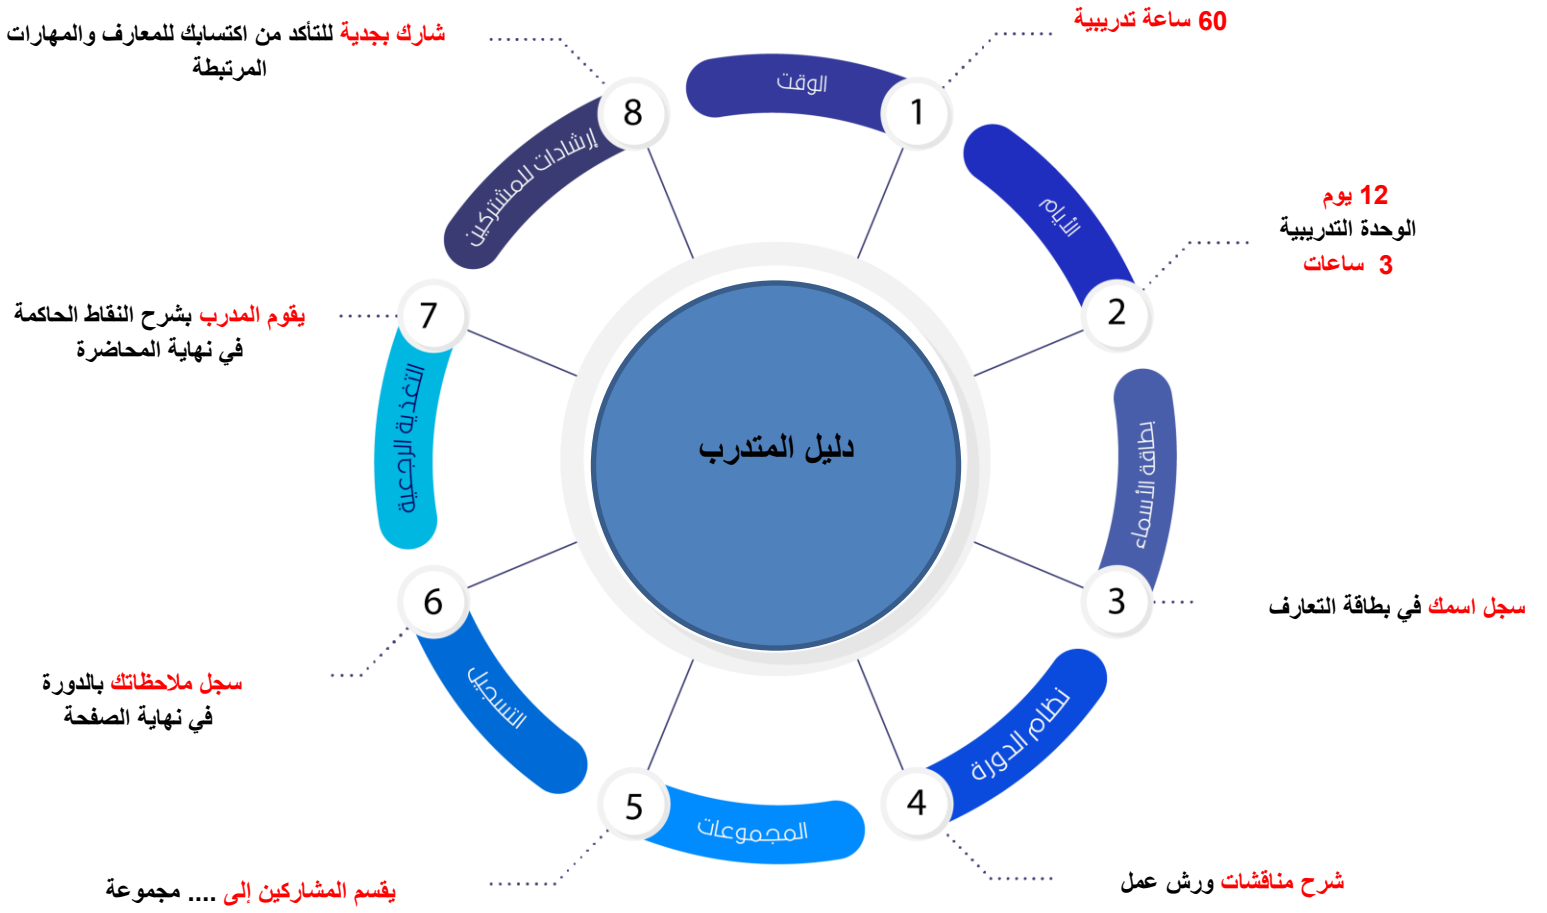 دليل المتدرب
1
الوقت
60 ساعة تدريبية
2
الأيام
12 يوم
الوحدة التدريبية
3 ساعات
3
بطاقة الأسماء
سجل اسمك في بطاقة التعارف
4
نظام الدورة
شرح مناقشات ورش عمل
5
المجموعات
يقسم المشاركين إلى .... مجموعة
6
التسجيل
سجل ملاحظاتك بالدورة
في نهاية الصفحة
7
التغذية الرجعية
يقوم المدرب بشرح النقاط الحاكمة
في نهاية المحاضرة
8
إرشادات للمشتركين
شارك بجدية للتأكد من اكتسابك للمعارف والمهارات
المرتبطة